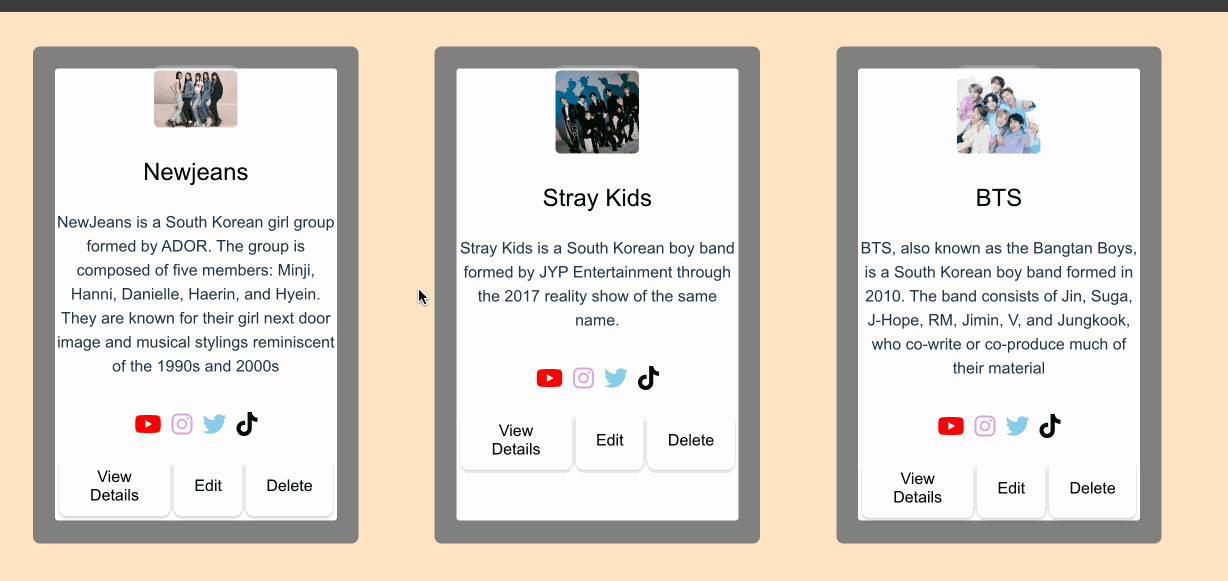 Newjeans
NewJeans is a South Korean girl group
formed by ADOR. The group is
composed of five members: Minji,
Hanni, Danielle, Haerin, and Hyein.
They are known for their girl next door
image and musical stylings reminiscent
of the 1990s and 2000s
View
Details
Edit
Delete
Stray Kids
Stray Kids is a South Korean boy band
formed by JYP Entertainment through
the 2017 reality show of the same
name.
View
Details
Edit
Delete
BTS
BTS, also known as the Bangtan Boys,
is a South Korean boy band formed in
2010. The band consists of Jin, Suga,
J-Hope, RM, Jimin, V, and Jungkook,
who co-write or co-produce much of
their material
View
Details
Edit
Delete